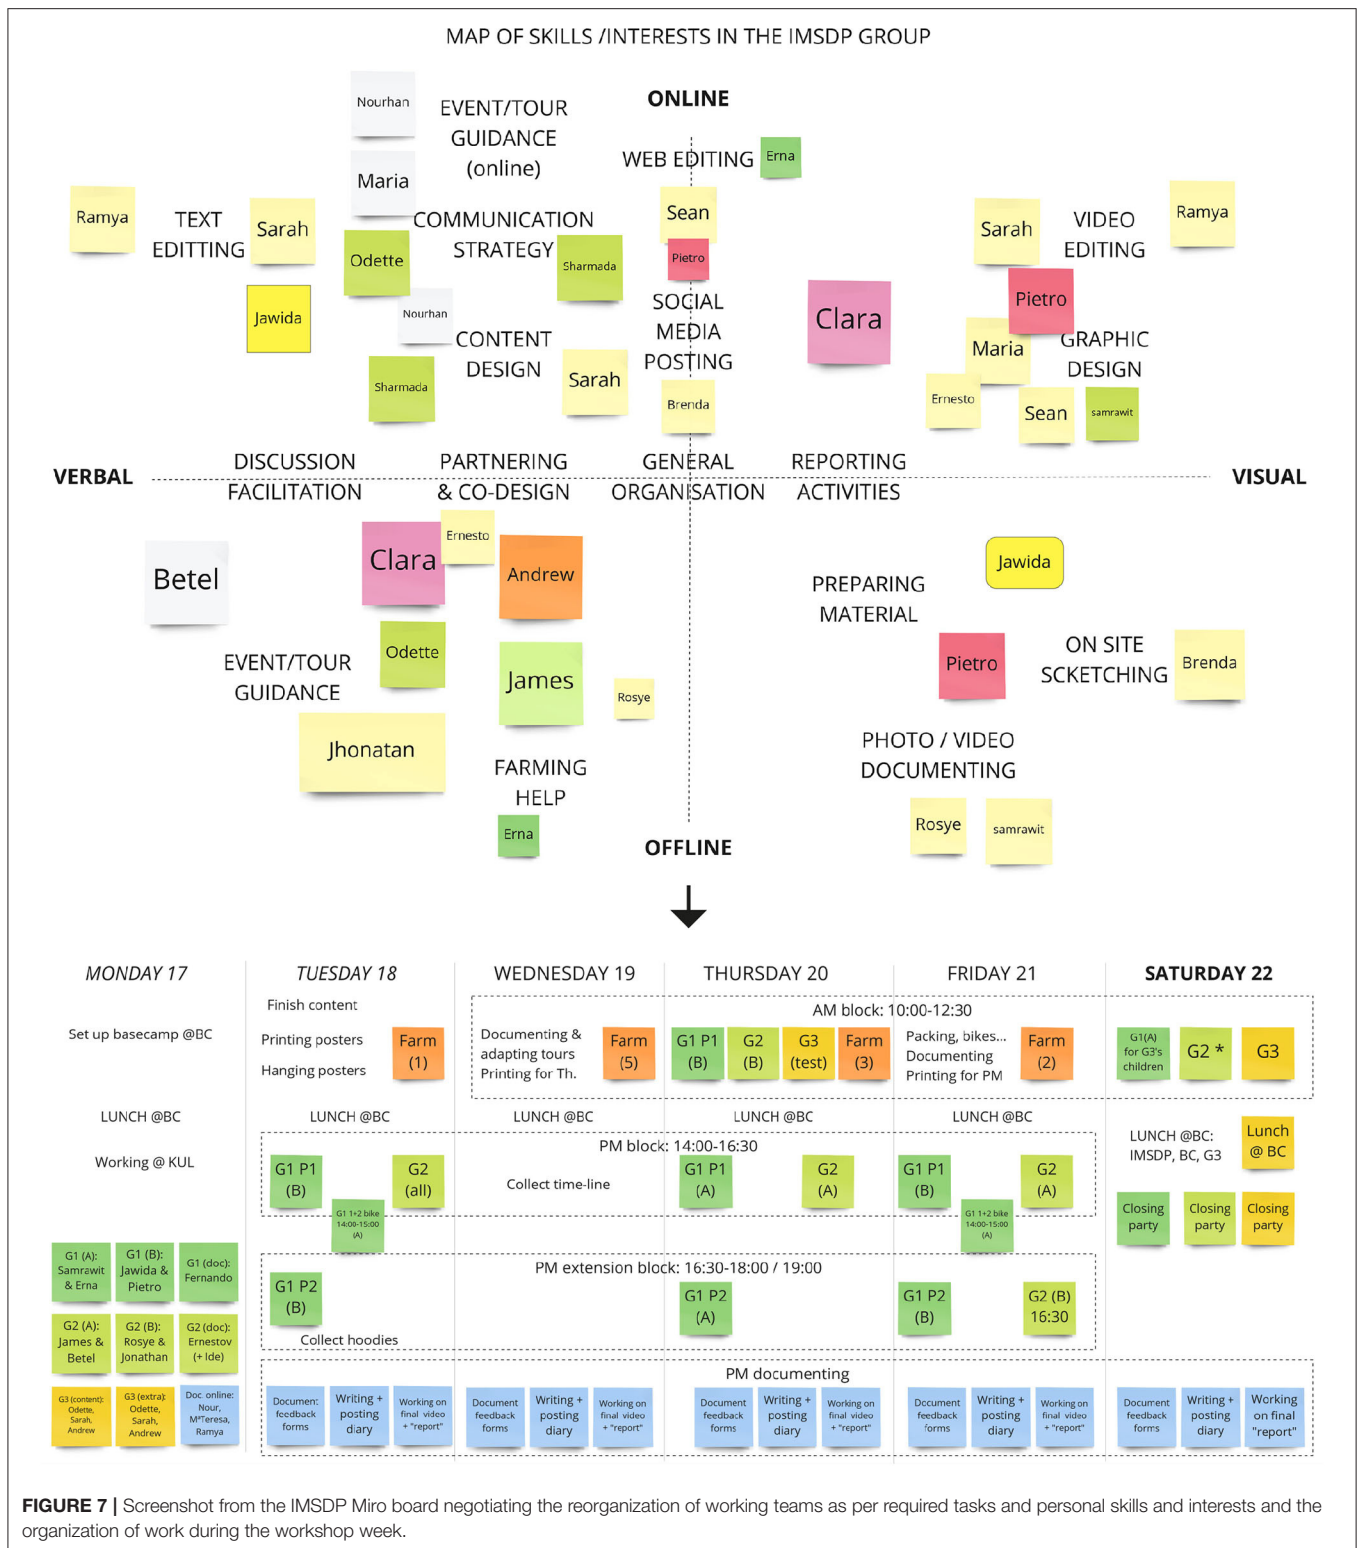 MAP OF SKILLS /INTERESTS IN THE IMSDP GROUP
ONLINE
Nourhan
EVENT/TOUR
GUIDANCE
(online)
Maria
WEB EDITING
Erna
Ramya
TEXT
EDITTING
Sarah
Jawida
COMMUNICATION
STRATEGY
Odette
Sharmada
Nourhan
CONTENT
DESIGN
Sharmada
Sarah
Sean
Pietro
SOCIAL
MEDIA
POSTING
Brenda
Clara
Sarah
VIDEO
EDITING
Ramya
Pietro
Maria
GRAPHIC
DESIGN
Ernesto
Sean
samrawit
VERBAL
DISCUSSION
FACILITATION
PARTNERING
& CO-DESIGN
GENERAL
ORGANISATION
REPORTING
ACTIVITIES
VISUAL
Betel
Clara
Ernesto
Andrew
Odette
EVENT/TOUR
GUIDANCE
James
Rosye
Jhonatan
FARMING
HELP
Erna
Jawida
PREPARING
MATERIAL
Pietro
ON SITE
SCKETCHING
Brenda
PHOTO / VIDEO
DOCUMENTING
Rosye
samrawit
OFFLINE
MONDAY 17
TUESDAY 18
WEDNESDAY 19
THURSDAY 20
FRIDAY 21
SATURDAY 22
Set up basecamp @BC
Finish content
Printing posters
Hanging posters
Farm
(1)
AM block: 10:00-12:30
Documenting &
adapting tours
Printing for Th.
Farm
(5)
G1 P1
(B)
G2
(B)
G3
(test)
Farm
(3)
Packing, bikes...
Documenting
Printing for PM
Farm
(2)
G1(A)
for G3's
children
G2 *
G3
LUNCH @BC
LUNCH @BC
LUNCH @BC
LUNCH @BC
LUNCH @BC
LUNCH @BC:
IMSDP, BC, G3
Lunch
@ BC
Working @ KUL
PM block: 14:00-16:30
G1 P1
(B)
G2
(all)
G1 1+2 bike
14:00-15:00
(A)
Collect time-line
G1 P1
(A)
G2
(A)
G1 P1
(B)
G2
(A)
G1 1+2 bike
14:00-15:00
(A)
Closing
party
Closing
party
Closing
party
PM extension block: 16:30-18:00 / 19:00
G1 P2
(B)
Collect hoodies
G1 P2
(A)
G1 P2
(B)
G2 (B)
16:30
G1 (A):
Samrawit
& Erna
G1 (B):
Jawida &
Pietro
G1 (doc):
Fernando
G2 (A):
James &
Betel
G2 (B):
Rosye &
Jonathan
G2 (doc):
Ernestov
(+ Ide)
G3 (content):
Odette,
Sarah,
Andrew
G3 (extra):
Odette,
Sarah,
Andrew
Doc. online:
Nour,
MªTeresa,
Ramya
PM documenting
Document
feedback
forms
Writing +
posting
diary
Working on
final video
+ "report"
Document
feedback
forms
Writing +
posting
diary
Working on
final video
+ "report"
Document
feedback
forms
Writing +
posting
diary
Working on
final video
+ "report"
Document
feedback
forms
Writing +
posting
diary
Working on
final video
+ "report"
Document
feedback
forms
Writing +
posting
diary
Working
on final
"report"
FIGURE 7 | Screenshot from the IMSDP Miro board negotiating the reorganization of working teams as per required tasks and personal skills and interests and the
organization of work during the workshop week.